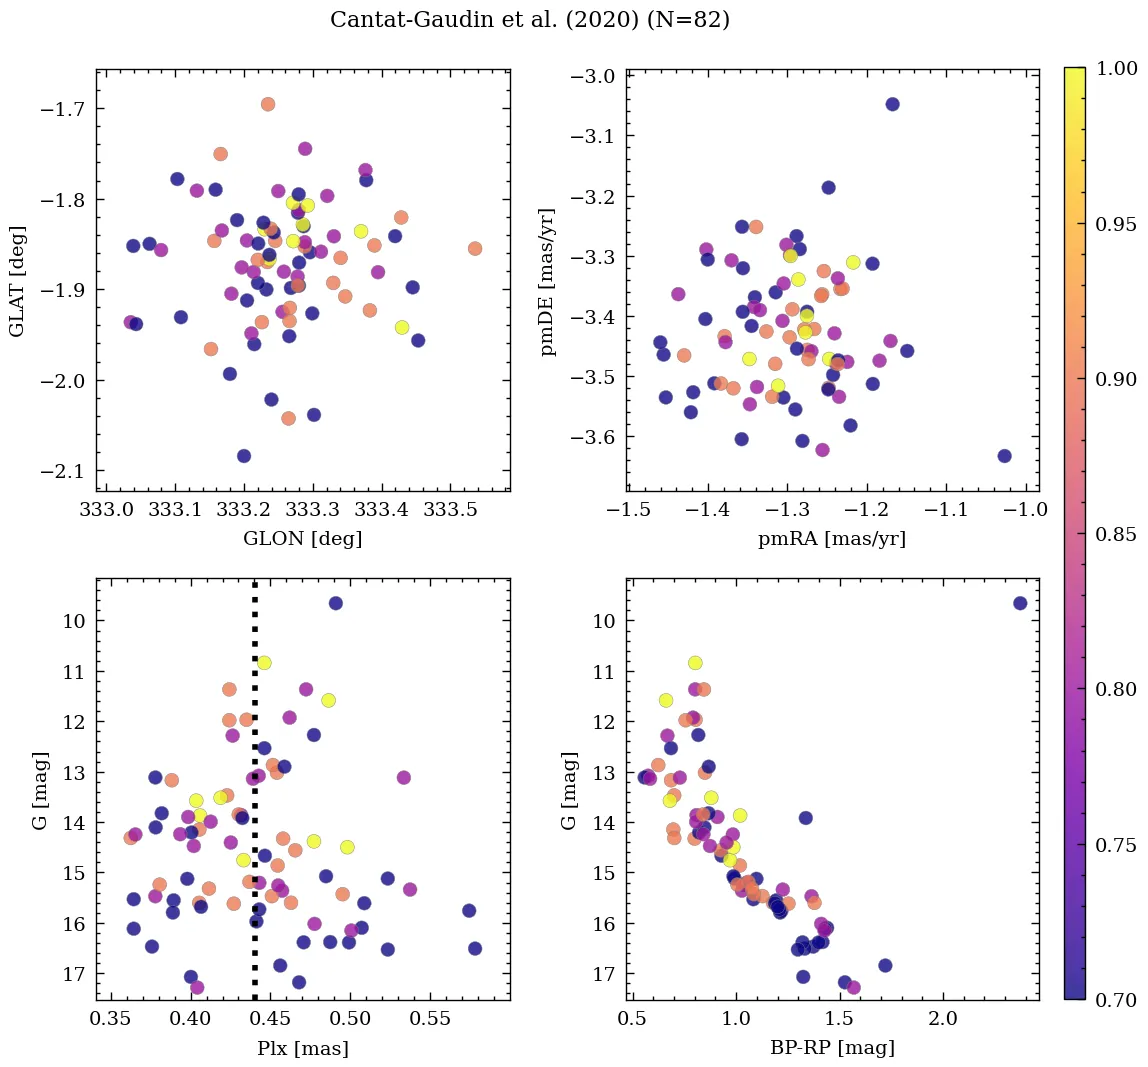 Cantat-Gaudin et al. (2020) (N=82)
−1.7
−1.8
−1.9
−2.0
−2.1
GLAT [deg]
333.0 333.1 333.2 333.3 333.4 333.5
GLON [deg]
−3.0
−3.1
−3.2
−3.3
−3.4
−3.5
−3.6
pmDE [mas/yr]
−1.5 −1.4 −1.3 −1.2 −1.1 −1.0
pmRA [mas/yr]
10
11
12
13
14
15
16
17
G [mag]
0.35 0.40 0.45 0.50 0.55
Plx [mas]
10
11
12
13
14
15
16
17
G [mag]
0.5 1.0 1.5 2.0
BP-RP [mag]
1.00
0.95
0.90
0.85
0.80
0.75
0.70